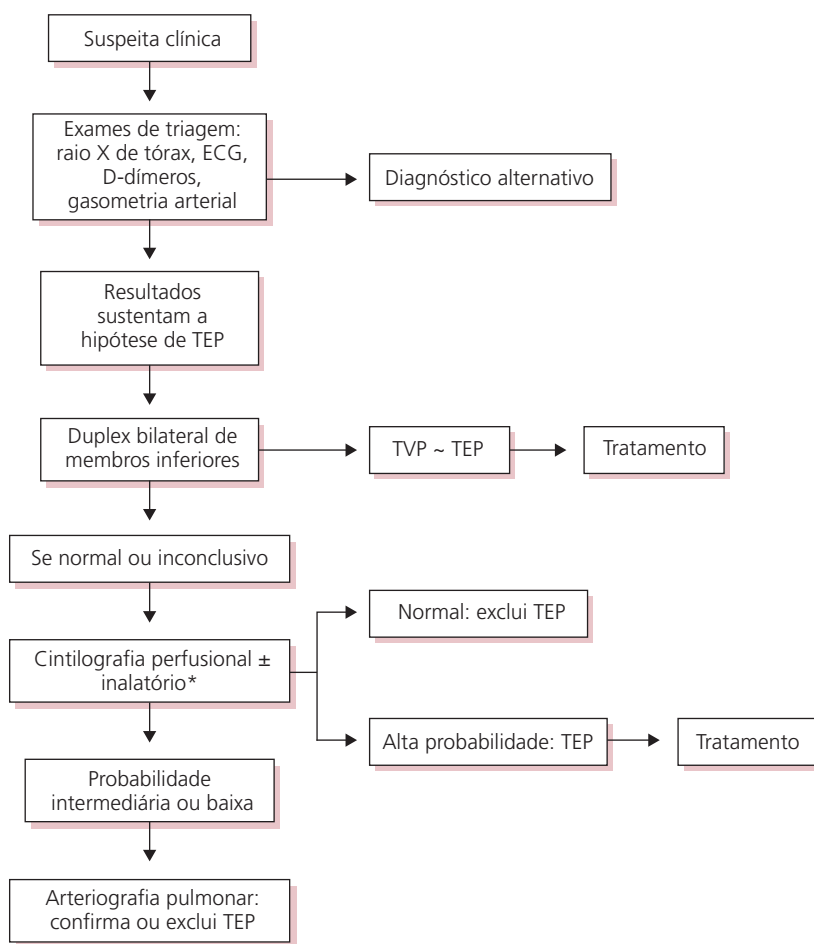 Suspeita clínica
Exames de triagem:
raio X de tórax, ECG,
D-dímeros,
gasometria arterial
Diagnóstico alternativo
Resultados
sustentam a
hipótese de TEP
Duplex bilateral de
membros inferiores
TVP ~ TEP
Tratamento
Se normal ou inconclusivo
Cintilografia perfusional ±
inalatório*
Normal: exclui TEP
Alta probabilidade: TEP
Tratamento
Probabilidade
intermediária ou baixa
Arteriografia pulmonar:
confirma ou exclui TEP